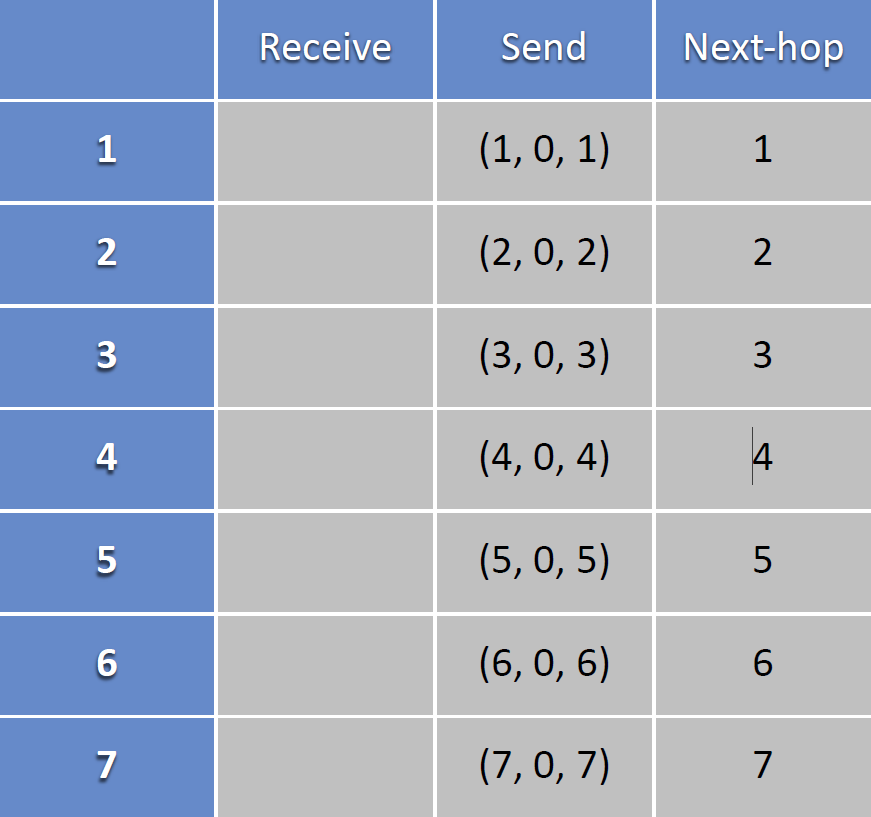 Receive Send Next-hop
1 (1, 0, 1) 1
2 (2, 0, 2) 2
3 (3, 0, 3) 3
4 (4, 0, 4) 4
5 (5, 0, 5) 5
6 (6, 0, 6) 6
7 (7, 0, 7) 7